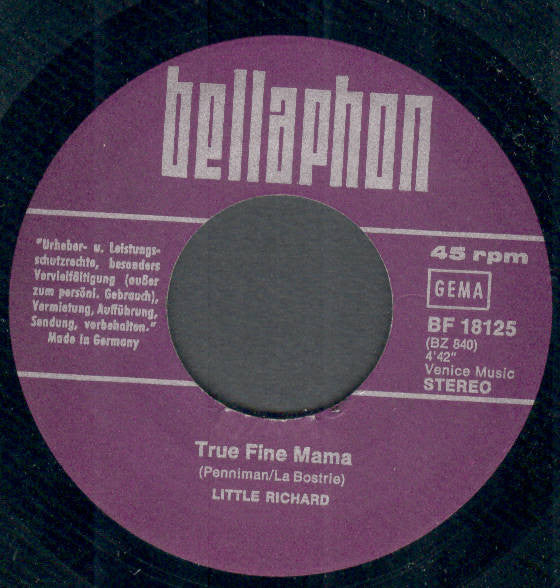 bellaphon
"Urheber- u. Leistungs-
schutzrechte, besonders
Vervielfältigung (außer
zum persönl. Gebrauch),
Vermietung, Aufführung,
Sendung, vorbehalten."
Made in Germany
45 rpm
GEMA
BF 18125
(BZ 840)
4'42"
Venice Music
STEREO
True Fine Mama
(Penniman/La Bostrie)
LITTLE RICHARD